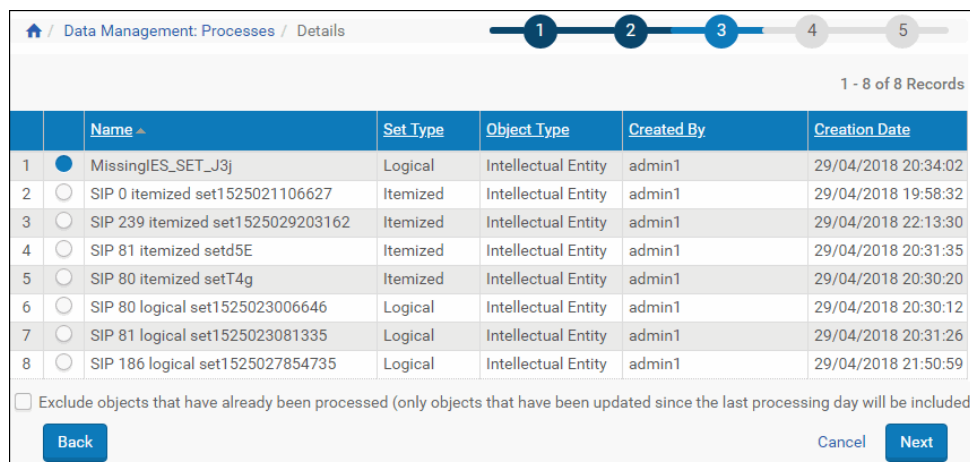 / Data Management: Processes / Details 1 2 3 4 5
1 - 8 of 8 Records
Name Set Type Object Type Created By Creation Date
1 MissingIES_SET_J3j Logical Intellectual Entity admin1 29/04/2018 20:34:02
2 SIP 0 itemized set1525021106627 Itemized Intellectual Entity admin1 29/04/2018 19:58:32
3 SIP 239 itemized set1525029203162 Itemized Intellectual Entity admin1 29/04/2018 22:13:30
4 SIP 81 itemized setd5E Itemized Intellectual Entity admin1 29/04/2018 20:31:35
5 SIP 80 itemized setT4g Itemized Intellectual Entity admin1 29/04/2018 20:30:20
6 SIP 80 logical set1525023006646 Logical Intellectual Entity admin1 29/04/2018 20:30:12
7 SIP 81 logical set1525023081335 Logical Intellectual Entity admin1 29/04/2018 20:31:26
8 SIP 186 logical set1525027854735 Logical Intellectual Entity admin1 29/04/2018 21:50:59
Exclude objects that have already been processed (only objects that have been updated since the last processing day will be included
Back Cancel Next